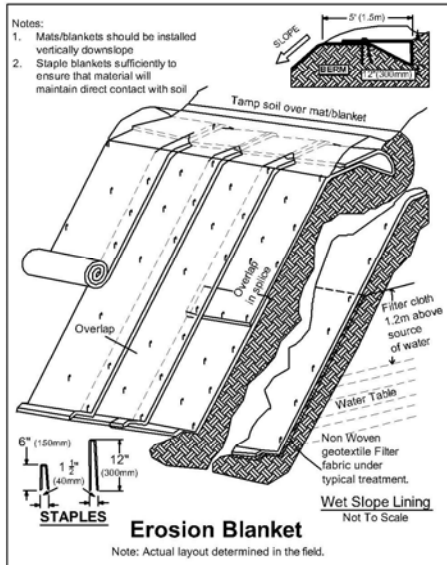 Notes:
1. Mats/blankets should be installed
vertically downslope
2. Staple blankets sufficiently to
ensure that material will
maintain direct contact with soil
5' (1.5m)
SLOPE
BERM
12"(300mm)
Tamp soil over mat/blanket
Overlap
in splice
Overlap
Filter cloth
1.2m above
source
of water
Water Table
Non Woven
geotextile Filter
fabric under
typical treatment.
6" (150mm)
1 1/2"
(40mm)
12"
(300mm)
STAPLES
Wet Slope Lining
Not To Scale
Erosion Blanket
Note: Actual layout determined in the field.